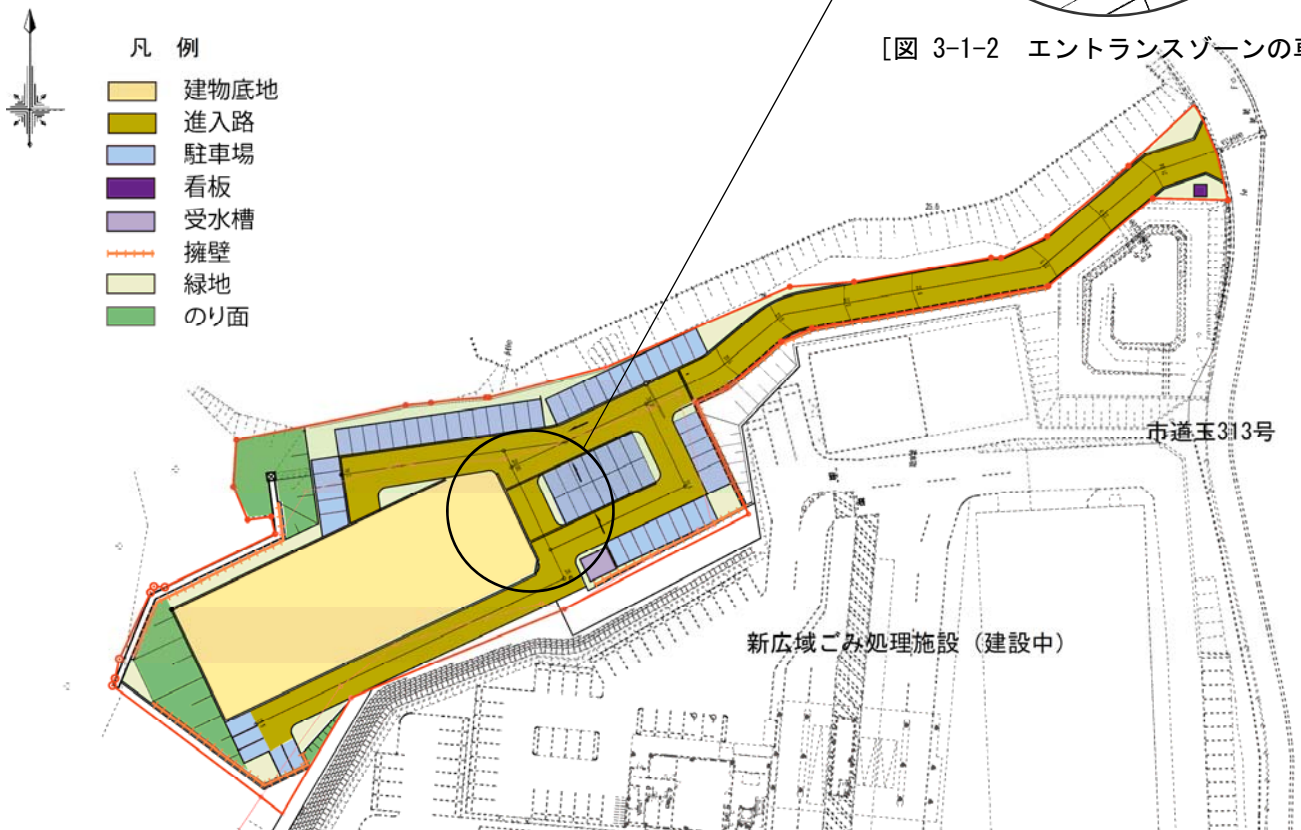 [図 3-1-2 エントランスゾーンの
凡 例
建物底地
進入路
駐車場
看板
受水槽
擁壁
緑地
のり面
市道玉313号
新広域ごみ処理施設（建設中）